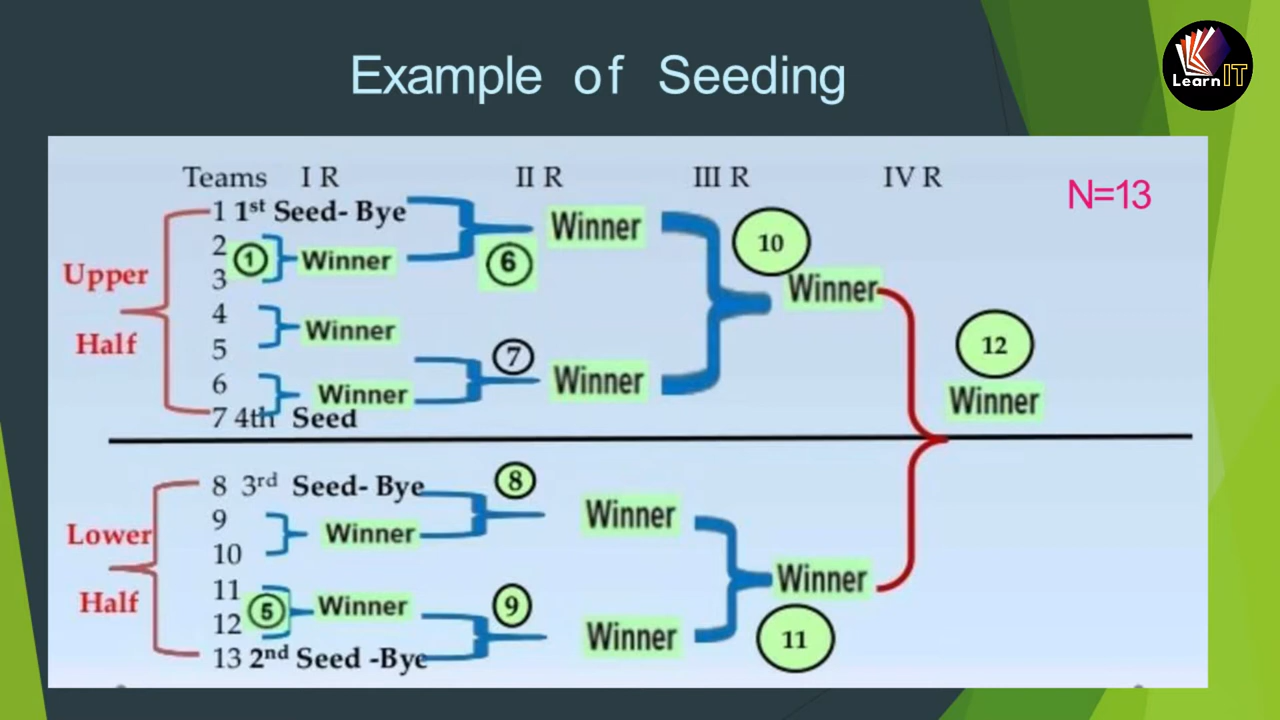 Example of Seeding
LearnIT
Teams I R II R III R IV R
N=13
1 1st Seed- Bye
Winner
10
2
1
Winner
6
3
Upper
Winner
4
Winner
12
5
Half
7
6
Winner
Winner
Winner
7 4th Seed
8 3rd Seed- Bye
8
9
Winner
Lower
Winner
10
11
Winner
Half
5
Winner
9
12
Winner
11
13 2nd Seed -Bye